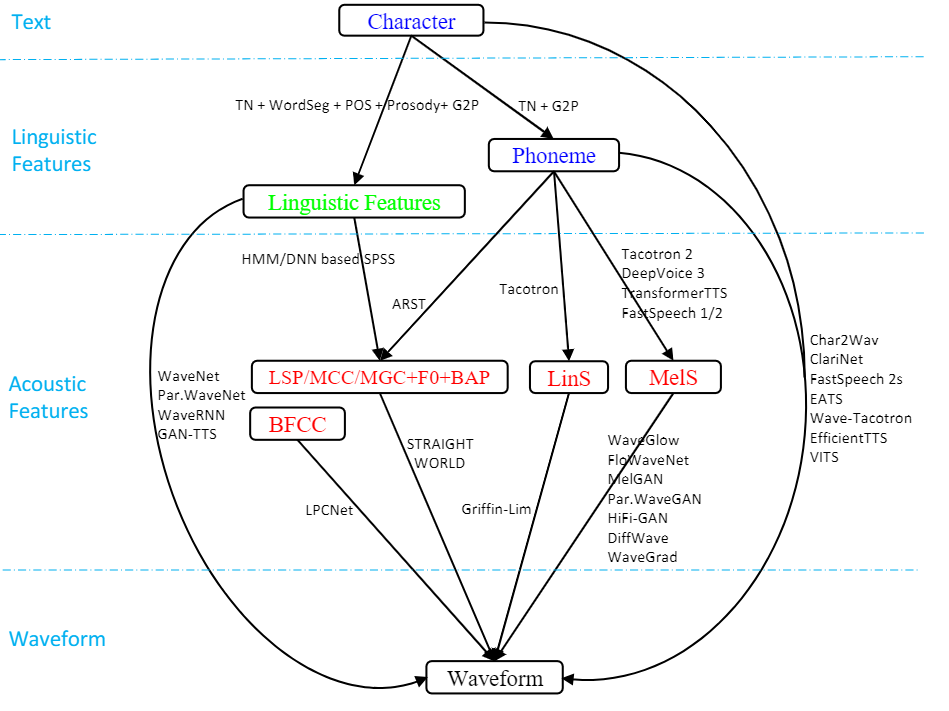 Text
Character
TN + WordSeg + POS + Prosody+ G2P
TN + G2P
Linguistic
Features
Phoneme
Linguistic Features
HMM/DNN based SPSS
ARST
Tacotron
Tacotron 2
DeepVoice 3
TransformerTTS
FastSpeech 1/2
Acoustic
Features
WaveNet
Par.WaveNet
WaveRNN
GAN-TTS
LSP/MCC/MGC+F0+BAP
LinS
MelS
BFCC
Char2Wav
ClariNet
FastSpeech 2s
EATS
Wave-Tacotron
EfficientTTS
VITS
LPCNet
STRAIGHT
WORLD
Griffin-Lim
WaveGlow
FloWaveNet
MelGAN
Par.WaveGAN
HiFi-GAN
DiffWave
WaveGrad
Waveform
Waveform